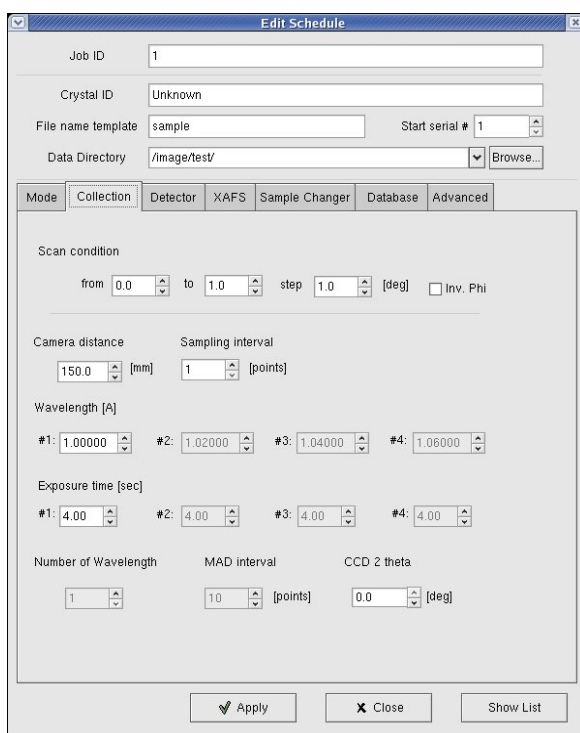 Edit Schedule
Job ID 1
Crystal ID Unknown
File name template sample Start serial # 1
Data Directory /image/test/ Browse...
Mode Collection Detector XAFS Sample Changer Database Advanced
Scan condition
from 0.0 to 1.0 step 1.0 [deg] Inv. Phi
Camera distance Sampling interval
150.0 [mm] 1 [points]
Wavelength [A]
#1: 1.00000 #2: 1.02000 #3: 1.04000 #4: 1.06000
Exposure time [sec]
#1: 4.00 #2: 4.00 #3: 4.00 #4: 4.00
Number of Wavelength MAD interval CCD 2 theta
1 10 [points] 0.0 [deg]
Apply Close Show List